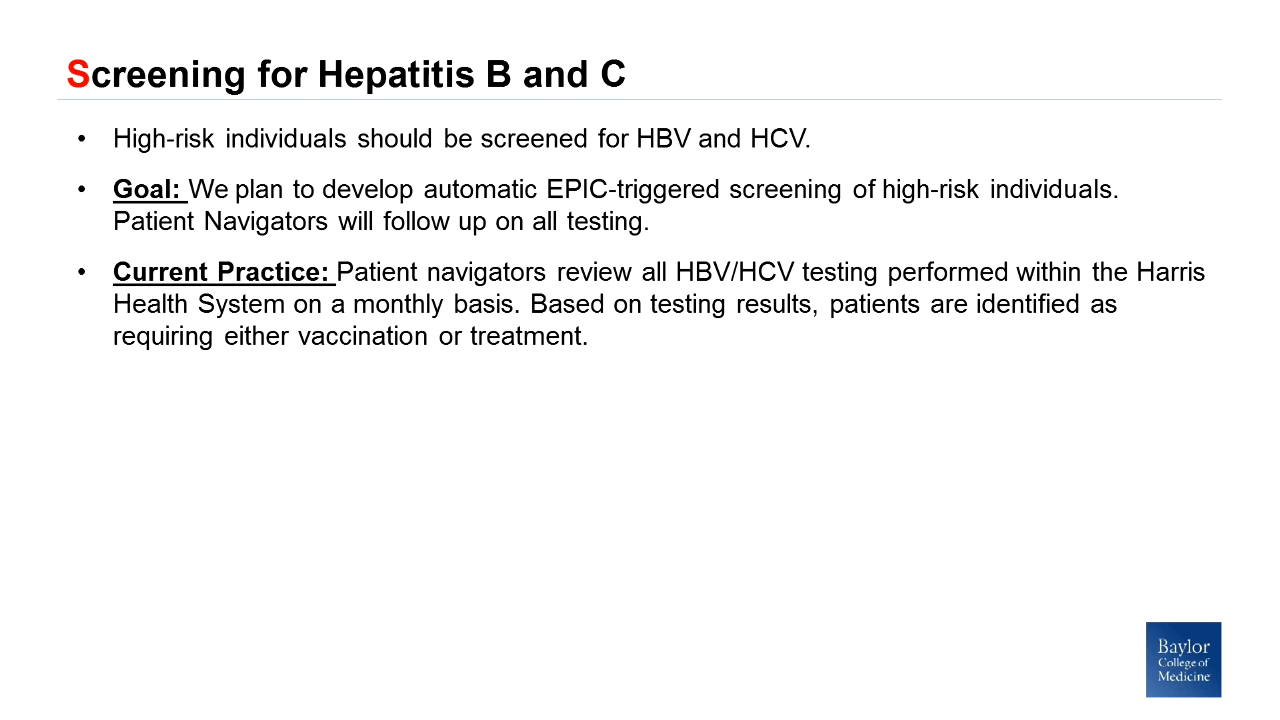 Screening for Hepatitis B and C
• High-risk individuals should be screened for HBV and HCV.
• Goal: We plan to develop automatic EPIC-triggered screening of high-risk individuals.
Patient Navigators will follow up on all testing.
• Current Practice: Patient navigators review all HBV/HCV testing performed within the Harris
Health System on a monthly basis. Based on testing results, patients are identified as
requiring either vaccination or treatment.
Baylor
College of
Medicine